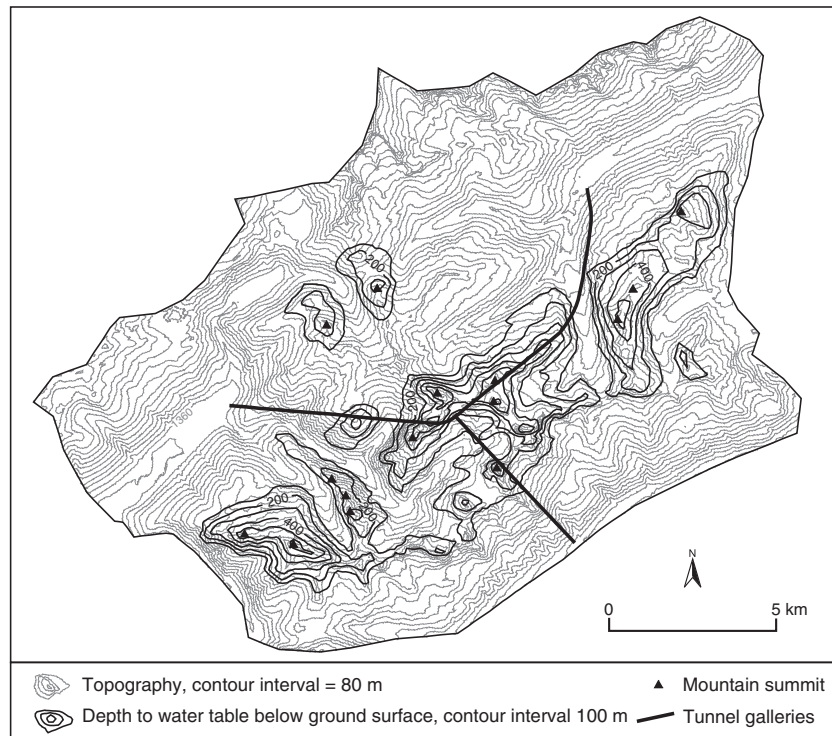 200
200
400
200
200
1360
200
400
N
0 5 km
Topography, contour interval = 80 m
Mountain summit
Depth to water table below ground surface, contour interval 100 m
Tunnel galleries